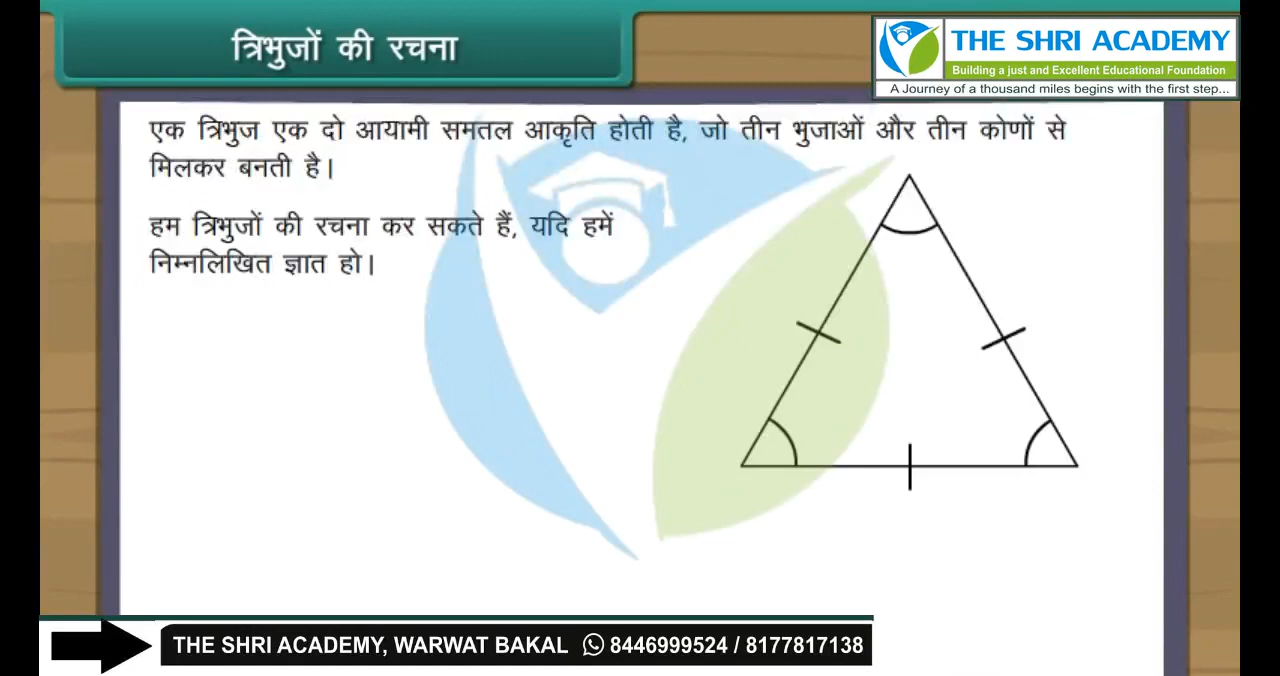 त्रिभुजों की रचना
THE SHRI ACADEMY
Building a just and Excellent Educational Foundation
A Journey of a thousand miles begins with the first step...
एक त्रिभुज एक दो आयामी समतल आकृति होती है, जो तीन भुजाओं और तीन कोणों से
मिलकर बनती है।
हम त्रिभुजों की रचना कर सकते हैं, यदि हमें
निम्नलिखित ज्ञात हो।
THE SHRI ACADEMY, WARWAT BAKAL 8446999524 / 8177817138